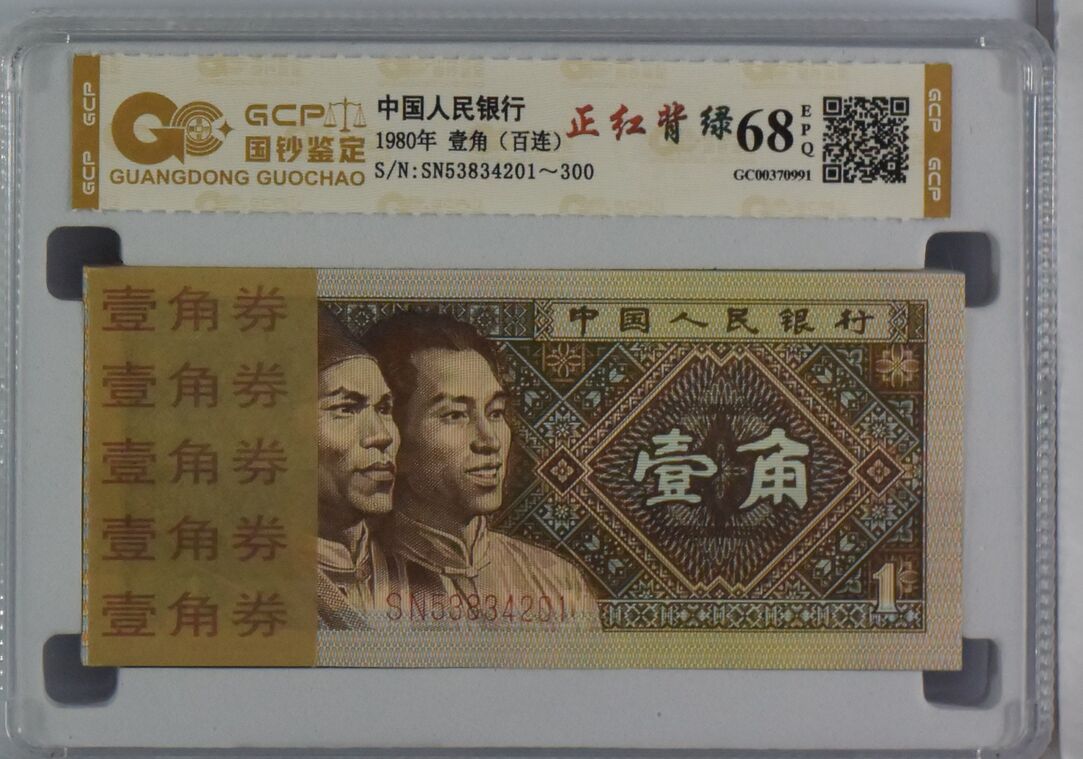 GCP
GCP
GC GCP
国钞鉴定
GUANGDONG GUOCHAO
中国人民银行
1980年 壹角（百连）
S/N:SN53834201～300
正红背绿
68
EPQ
GC00370991
GCP
GCP
壹角券
壹角券
壹角券
壹角券
壹角券
中国人民银行
壹角
1
SN53834201